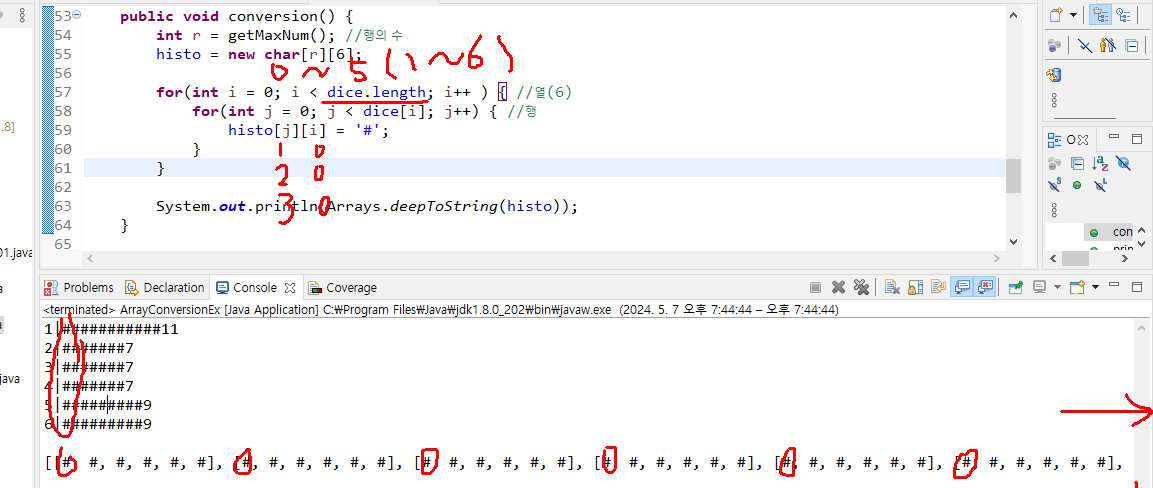 53 public void conversion() {
54 int r = getMaxNum(); //행의 수
55 histo = new char[r][6];
56
0 ~ 5 (1 ~ 6)
57 for(int i = 0; i < dice.length; i++ ) { //열(6)
58 for(int j = 0; j < dice[i]; j++) { //행
59 histo[j][i] = '#';
60 }
1 0
61 }
2 0
62
63 System.out.println(Arrays.deepToString(histo));
3 0
64 }
65
.8]
01.java
a
java
con
Problems Declaration Console Coverage
<terminated> ArrayConversionEx [Java Application] C:₩Program Files₩Java₩jdk1.8.0_202₩bin₩javaw.exe (2024. 5. 7 오후 7:44:44 – 오후 7:44:44)
1|###########11
2|#######7
3|#######7
4|#######7
5|#########9
6|#########9
[[#, #, #, #, #, #], [#, #, #, #, #, #], [#, #, #, #, #, #], [#, #, #, #, #, #], [#, #, #, #, #, #], [#, #, #, #, #, #],